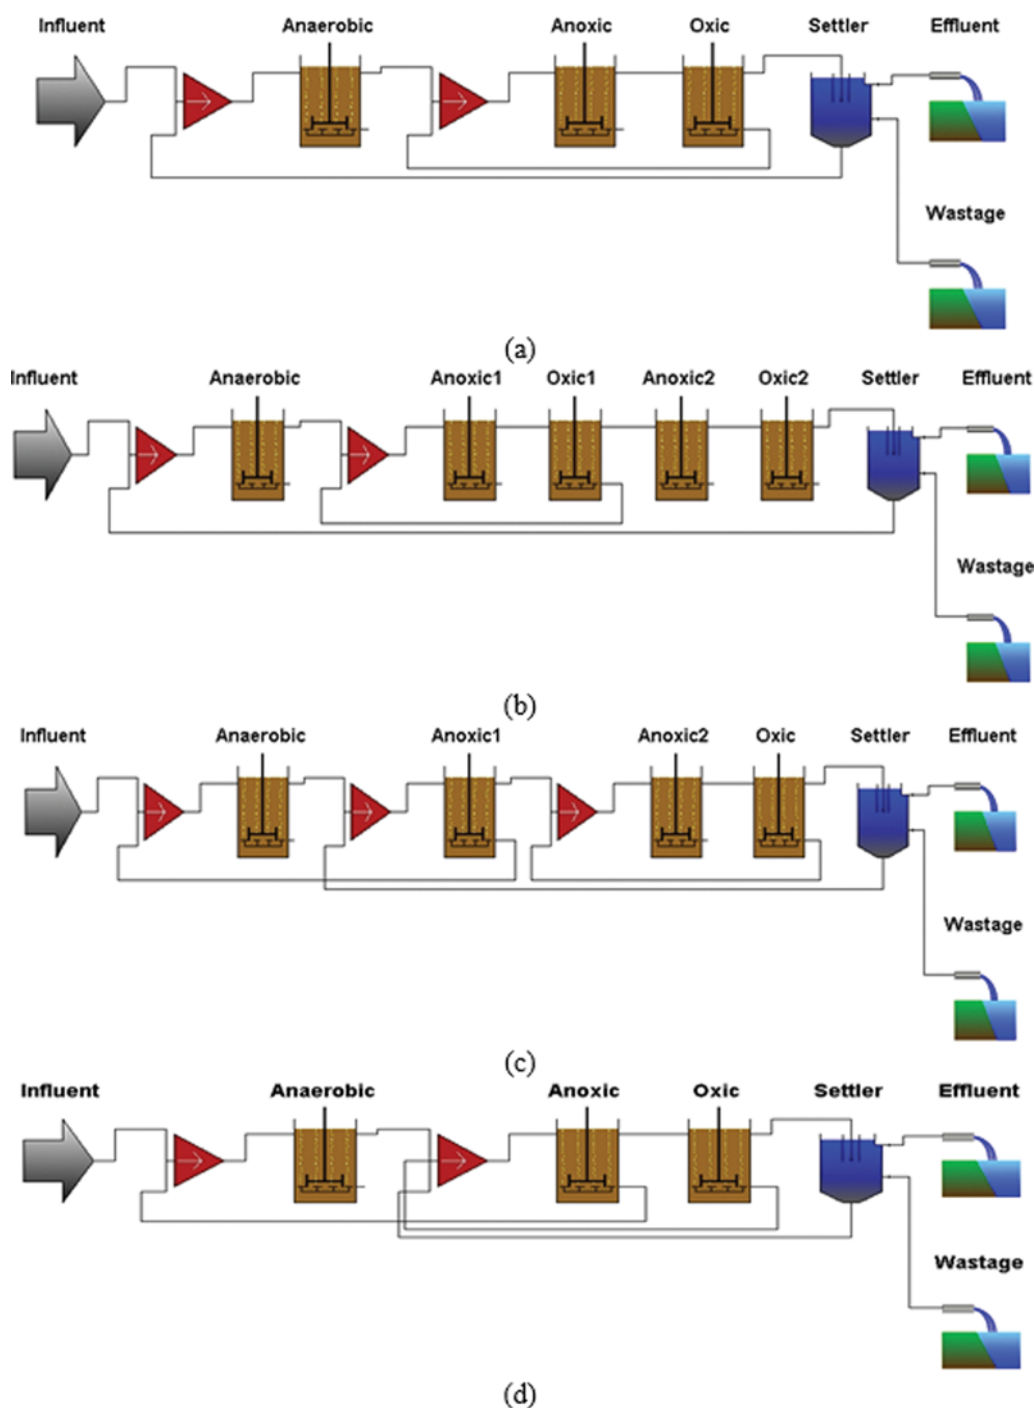 Influent Anaerobic Anoxic Oxic Settler Effluent
Wastage
(a)
Influent Anaerobic Anoxic1 Oxic1 Anoxic2 Oxic2 Settler Effluent
Wastage
(b)
Influent Anaerobic Anoxic1 Anoxic2 Oxic Settler Effluent
Wastage
(c)
Influent Anaerobic Anoxic Oxic Settler Effluent
Wastage
(d)